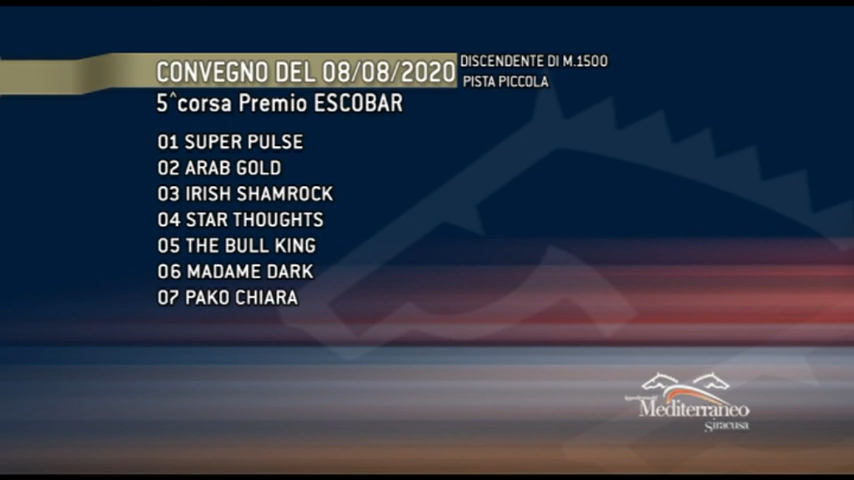 CONVEGNO DEL 08/08/2020
DISCENDENTE DI M.1500
PISTA PICCOLA
5^corsa Premio ESCOBAR
01 SUPER PULSE
02 ARAB GOLD
03 IRISH SHAMROCK
04 STAR THOUGHTS
05 THE BULL KING
06 MADAME DARK
07 PAKO CHIARA
Mediterraneo
Siracusa